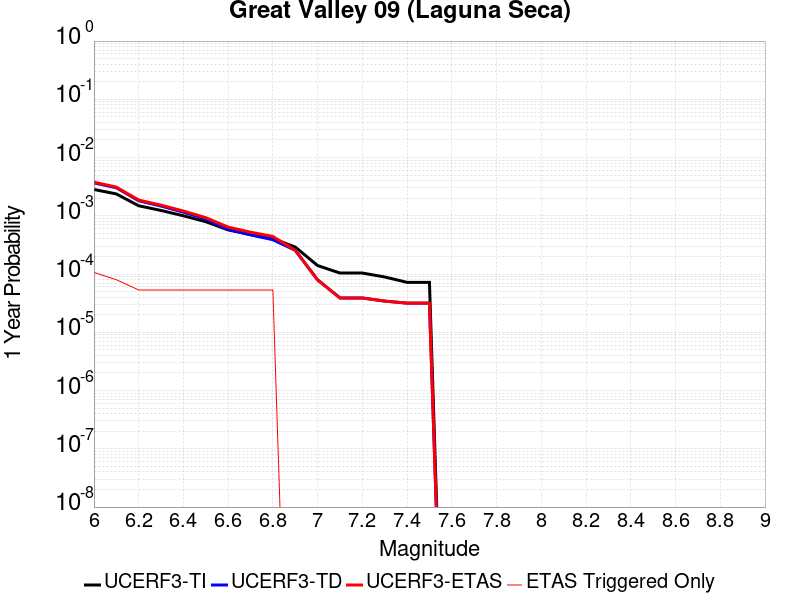 Great Valley 09 (Laguna Seca)
1 Year Probability
10^0
10^-1
10^-2
10^-3
10^-4
10^-5
10^-6
10^-7
10^-8
6 6.2 6.4 6.6 6.8 7 7.2 7.4 7.6 7.8 8 8.2 8.4 8.6 8.8 9
Magnitude
UCERF3-TI UCERF3-TD UCERF3-ETAS ETAS Triggered Only